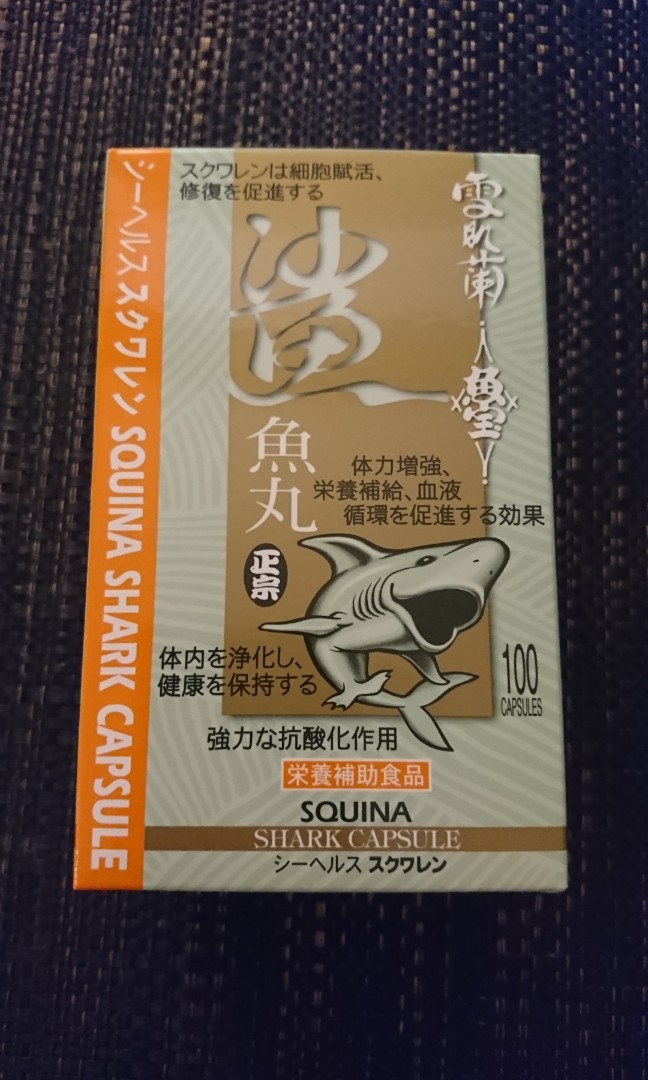 シーヘルス スクワレン SQUINA SHARK CAPSULE
スクワレンは細胞賦活、
修復を促進する
雪肌蘭
鯊
魚丸
正宗
体力増強、
栄養補給、血液
循環を促進する効果
体内を浄化し、
健康を保持する
100
CAPSULES
強力な抗酸化作用
栄養補助食品
SQUINA
SHARK CAPSULE
シーヘルス スクワレン